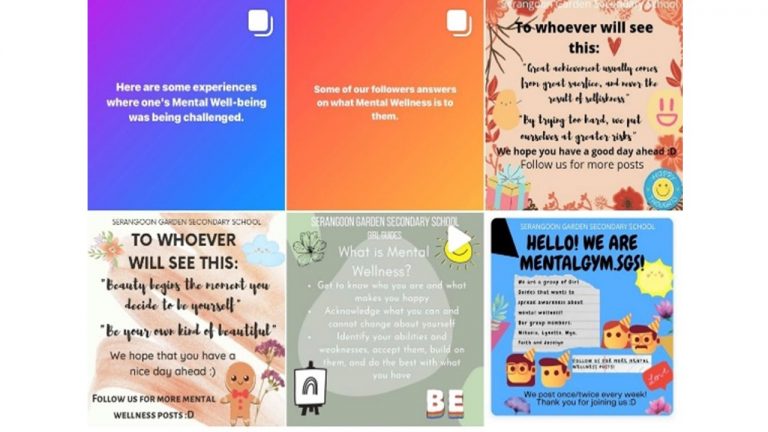 Here are some experiences
where one's Mental Well-being
was being challenged.
Some of our followers answers
on what Mental Wellness is to
them.
SERANGOON GARDEN SECONDARY SCHOOL
To whoever will see
this:
"Great achievement usually comes
from great sacrfice, and never the
result of selfishness"
"By trying too hard, we put
ourselves at greater risks"
We hope you have a good day ahead :D
Follow us for more posts
HAPPY
THOUGHTS
SERANGOON GARDEN SECONDARY SCHOOL
TO WHOEVER
WILL SEE THIS:
"Beauty begins the moment you
decide to be yourself"
"Be your own kind of beautiful"
We hope that you have a
nice day ahead :)
FOLLOW US FOR MORE MENTAL
WELLNESS POSTS :D
SERANGOON GARDEN SECONDARY SCHOOL
GIRL GUIDES
What is Mental
Wellness?
Get to know who you are and what
makes you happy
Acknowledge what you can and
cannot change about yourself
Identify your abilities and
weaknesses, accept them, build on
them, and do the best with what
you have
BE
SERANGOON GARDEN SECONDARY SCHOOL
HELLO! WE ARE
MENTALGYM.SGS!
We are a group of Girl
Guides that wants to
spread awareness about
mental wellness!
Our group members:
Faith and Jocelyn
FOLLOW US FOR MORE MENTAL
WELLNESS POSTS!
Love
We post once/twice every week!
Thank you for joining us :D